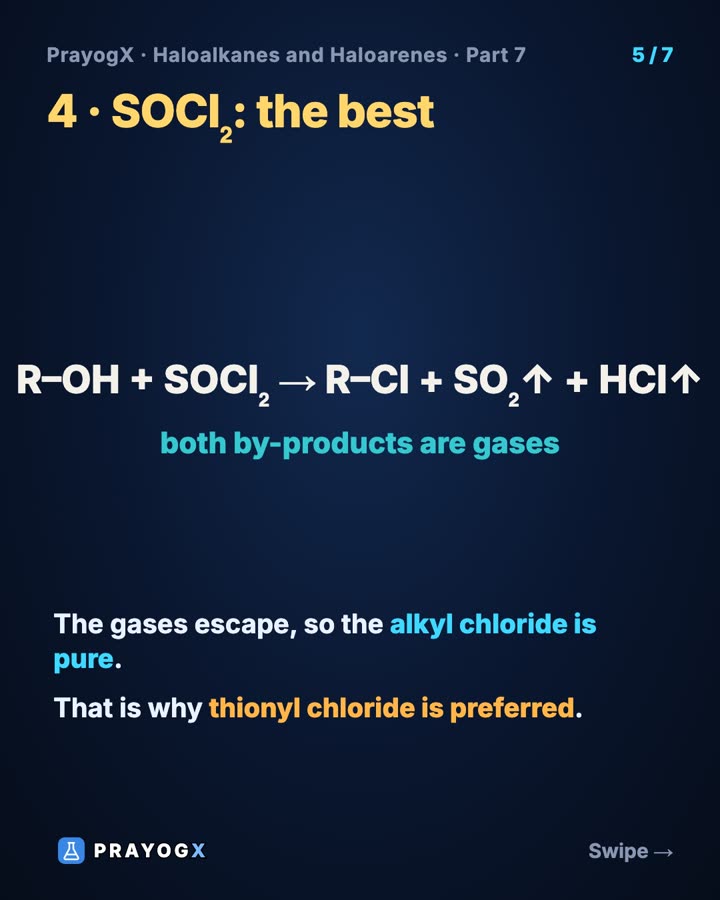 PrayogX · Haloalkanes and Haloarenes · Part 7
5 / 7
4 · SOCl₂: the best
R–OH + SOCl₂ → R–Cl + SO₂↑ + HCl↑
both by-products are gases
The gases escape, so the alkyl chloride is
pure.
That is why thionyl chloride is preferred.
PRAYOGX
Swipe →